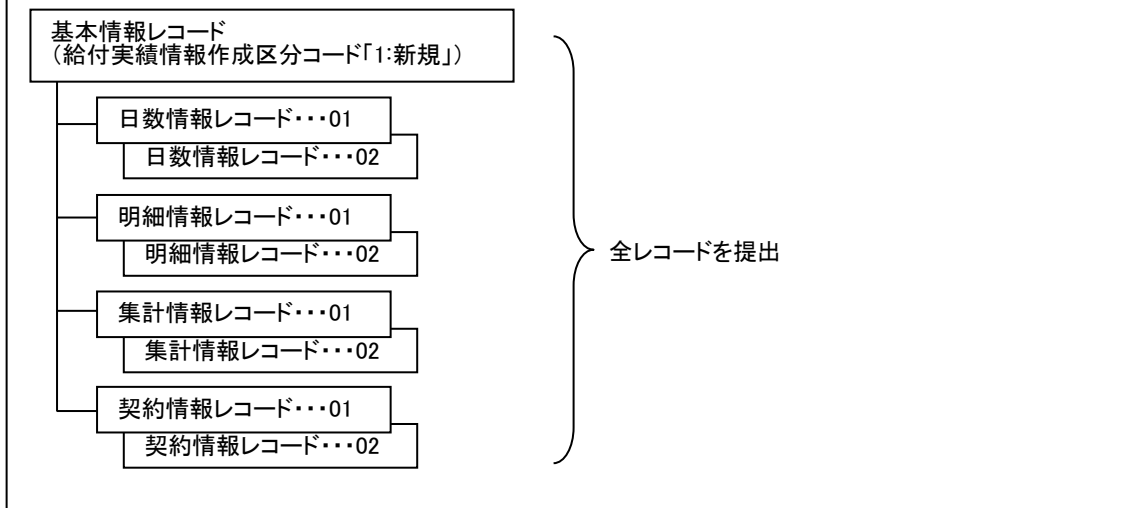 基本情報レコード
（給付実績情報作成区分コード「1:新規」）
日数情報レコード・・・01
日数情報レコード・・・02
明細情報レコード・・・01
明細情報レコード・・・02
全レコードを提出
集計情報レコード・・・01
集計情報レコード・・・02
契約情報レコード・・・01
契約情報レコード・・・02